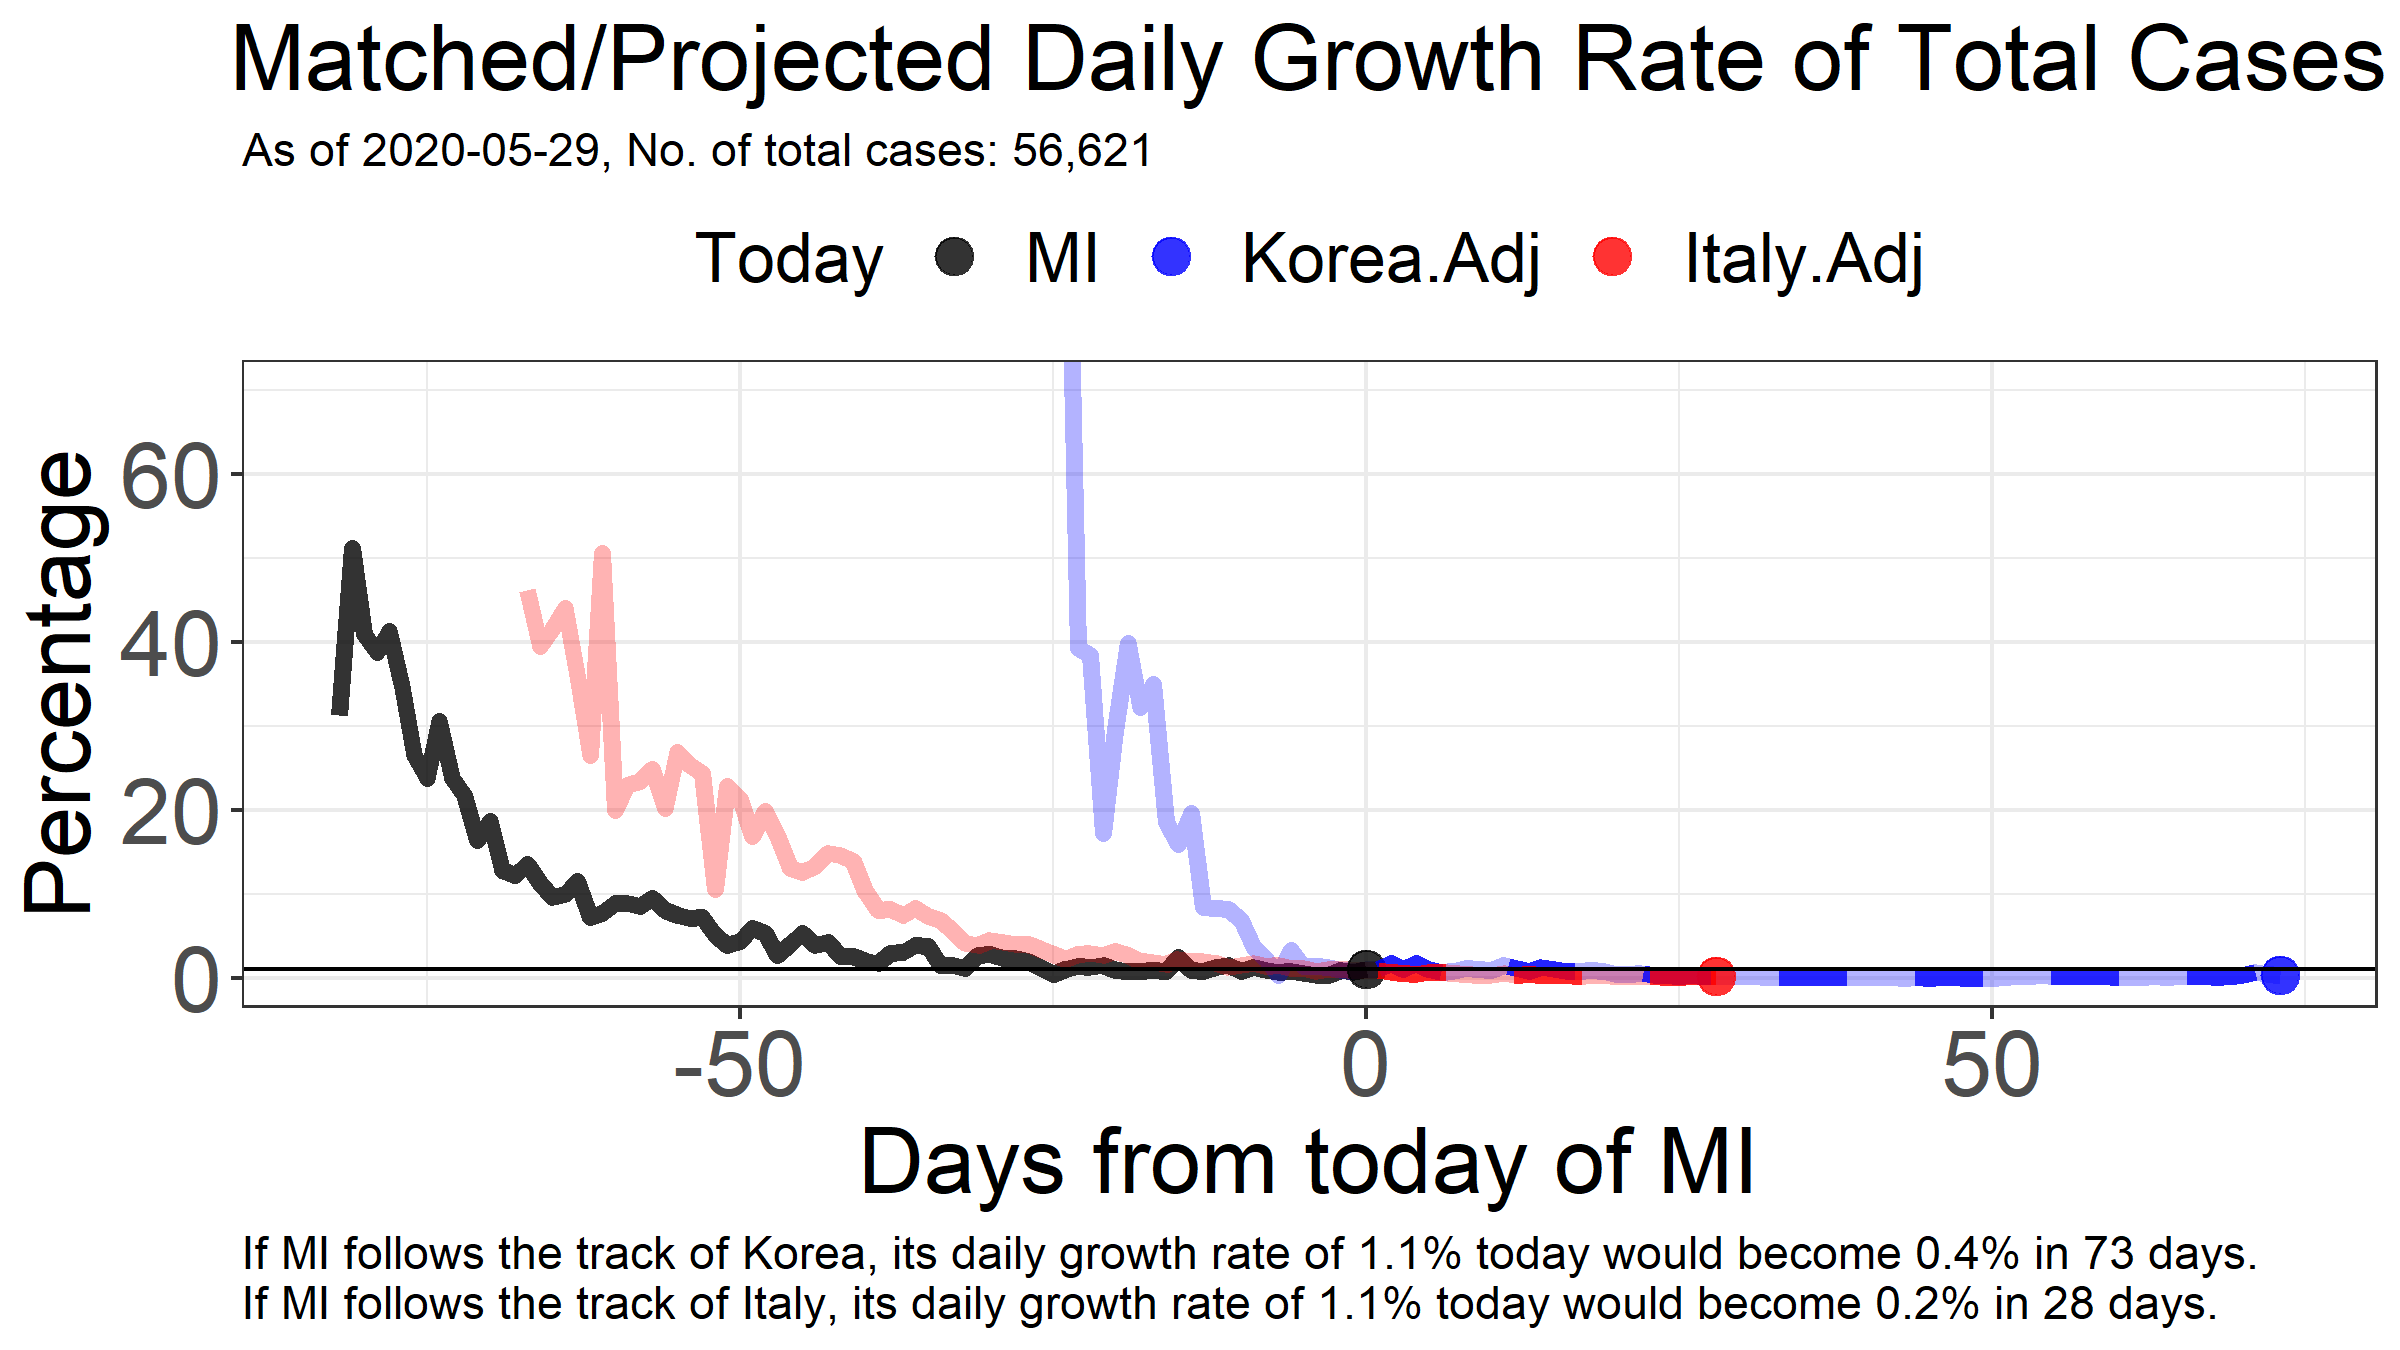 Matched/Projected Daily Growth Rate of Total Cases
As of 2020-05-29, No. of total cases: 56,621
Today MI Korea.Adj Italy.Adj
Percentage
60
40
20
0
-50 0 50
Days from today of MI
If MI follows the track of Korea, its daily growth rate of 1.1% today would become 0.4% in 73 days.
If MI follows the track of Italy, its daily growth rate of 1.1% today would become 0.2% in 28 days.